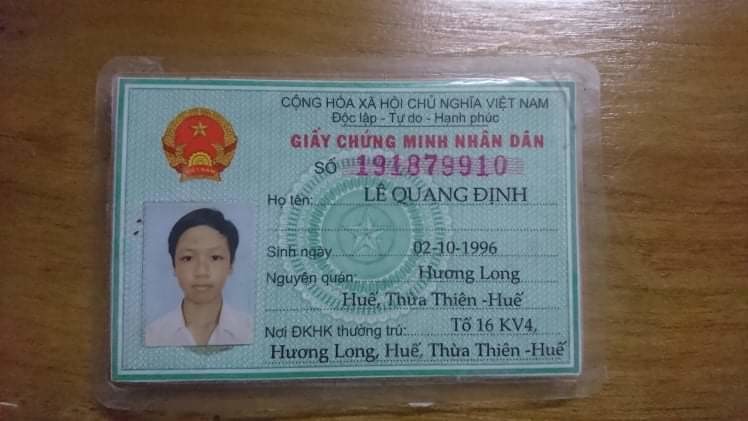 CỘNG HÒA XÃ HỘI CHỦ NGHĨA VIỆT NAM
Độc lập - Tự do - Hạnh phúc
GIẤY CHỨNG MINH NHÂN DÂN
SỐ 191879910
Họ tên: LÊ QUANG ĐỊNH
Sinh ngày 02-10-1996
Nguyên quán: Hương Long
Huế, Thừa Thiên -Huế
Nơi ĐKHK thường trú: Tổ 16 KV4,
Hương Long, Huế, Thừa Thiên -Huế
VIỆT NAM